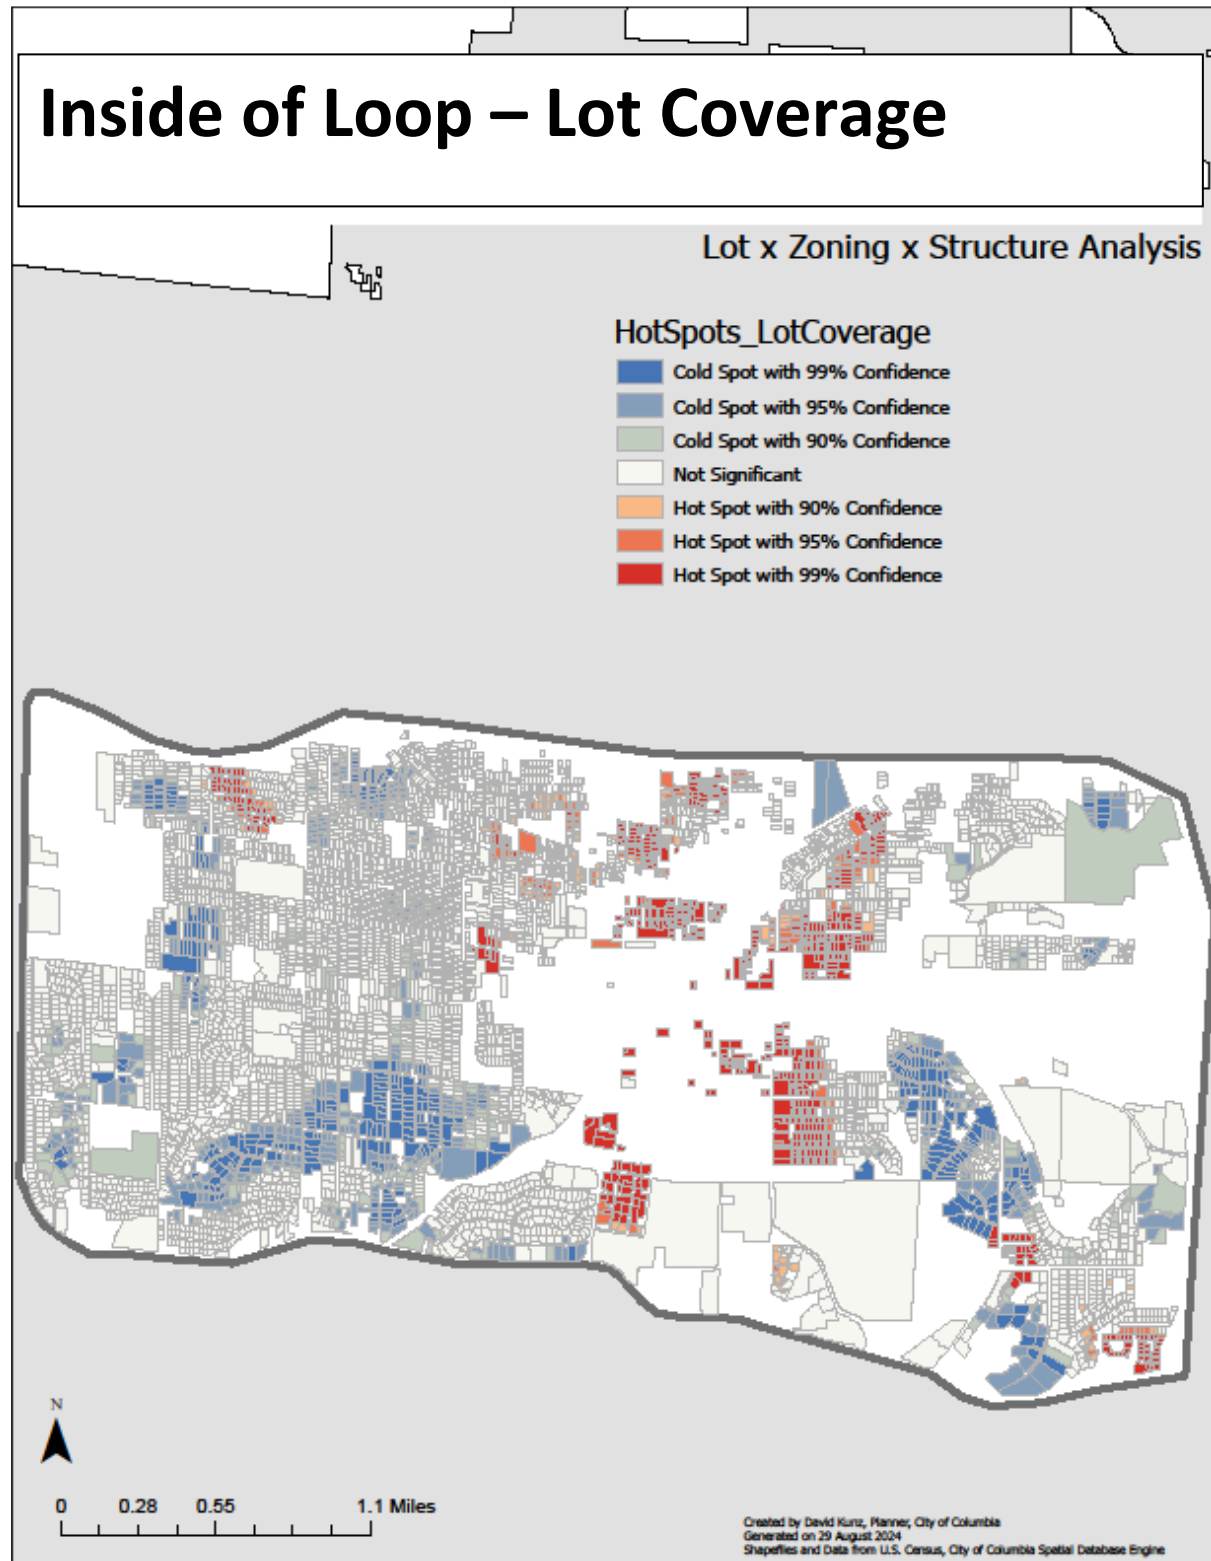 Inside of Loop – Lot Coverage
Lot x Zoning x Structure Analysis
HotSpots_LotCoverage
Cold Spot with 99% Confidence
Cold Spot with 95% Confidence
Cold Spot with 90% Confidence
Not Significant
Hot Spot with 90% Confidence
Hot Spot with 95% Confidence
Hot Spot with 99% Confidence
N
0 0.28 0.55 1.1 Miles
Created by David Kunz, Planner, City of Columbia
Generated on 29 August 2024
Shapefiles and Data from U.S. Census, City of Columbia Spatial Database Engine